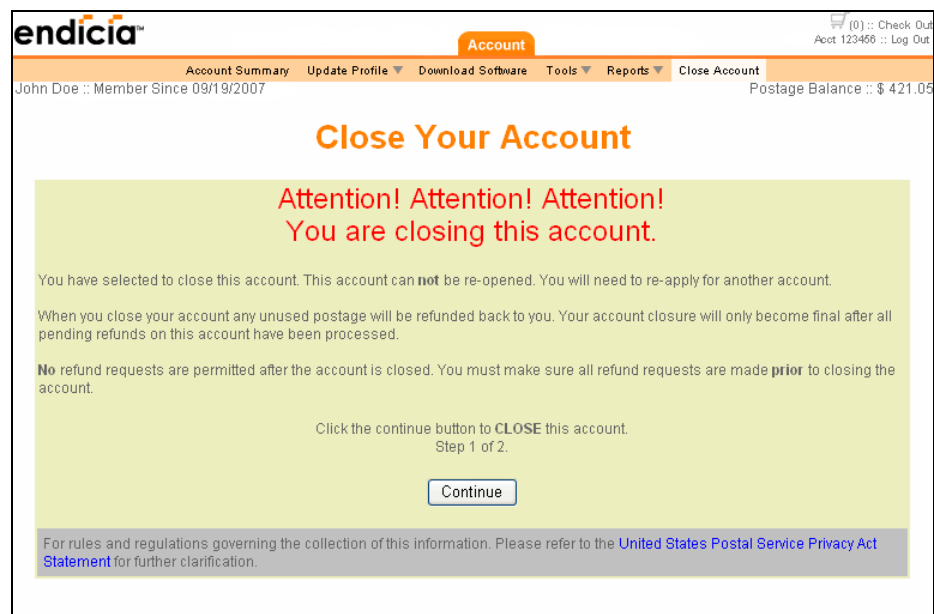 endicia™
(0) :: Check Out
Account
Acct 123456 :: Log Out
Account Summary Update Profile Download Software Tools Reports Close Account
John Doe :: Member Since 09/19/2007 Postage Balance :: $ 421.05
Close Your Account
Attention! Attention! Attention!
You are closing this account.
You have selected to close this account. This account can not be re-opened. You will need to re-apply for another account.
When you close your account any unused postage will be refunded back to you. Your account closure will only become final after all
pending refunds on this account have been processed.
No refund requests are permitted after the account is closed. You must make sure all refund requests are made prior to closing the
account.
Click the continue button to CLOSE this account.
Step 1 of 2.
Continue
For rules and regulations governing the collection of this information. Please refer to the United States Postal Service Privacy Act
Statement for further clarification.